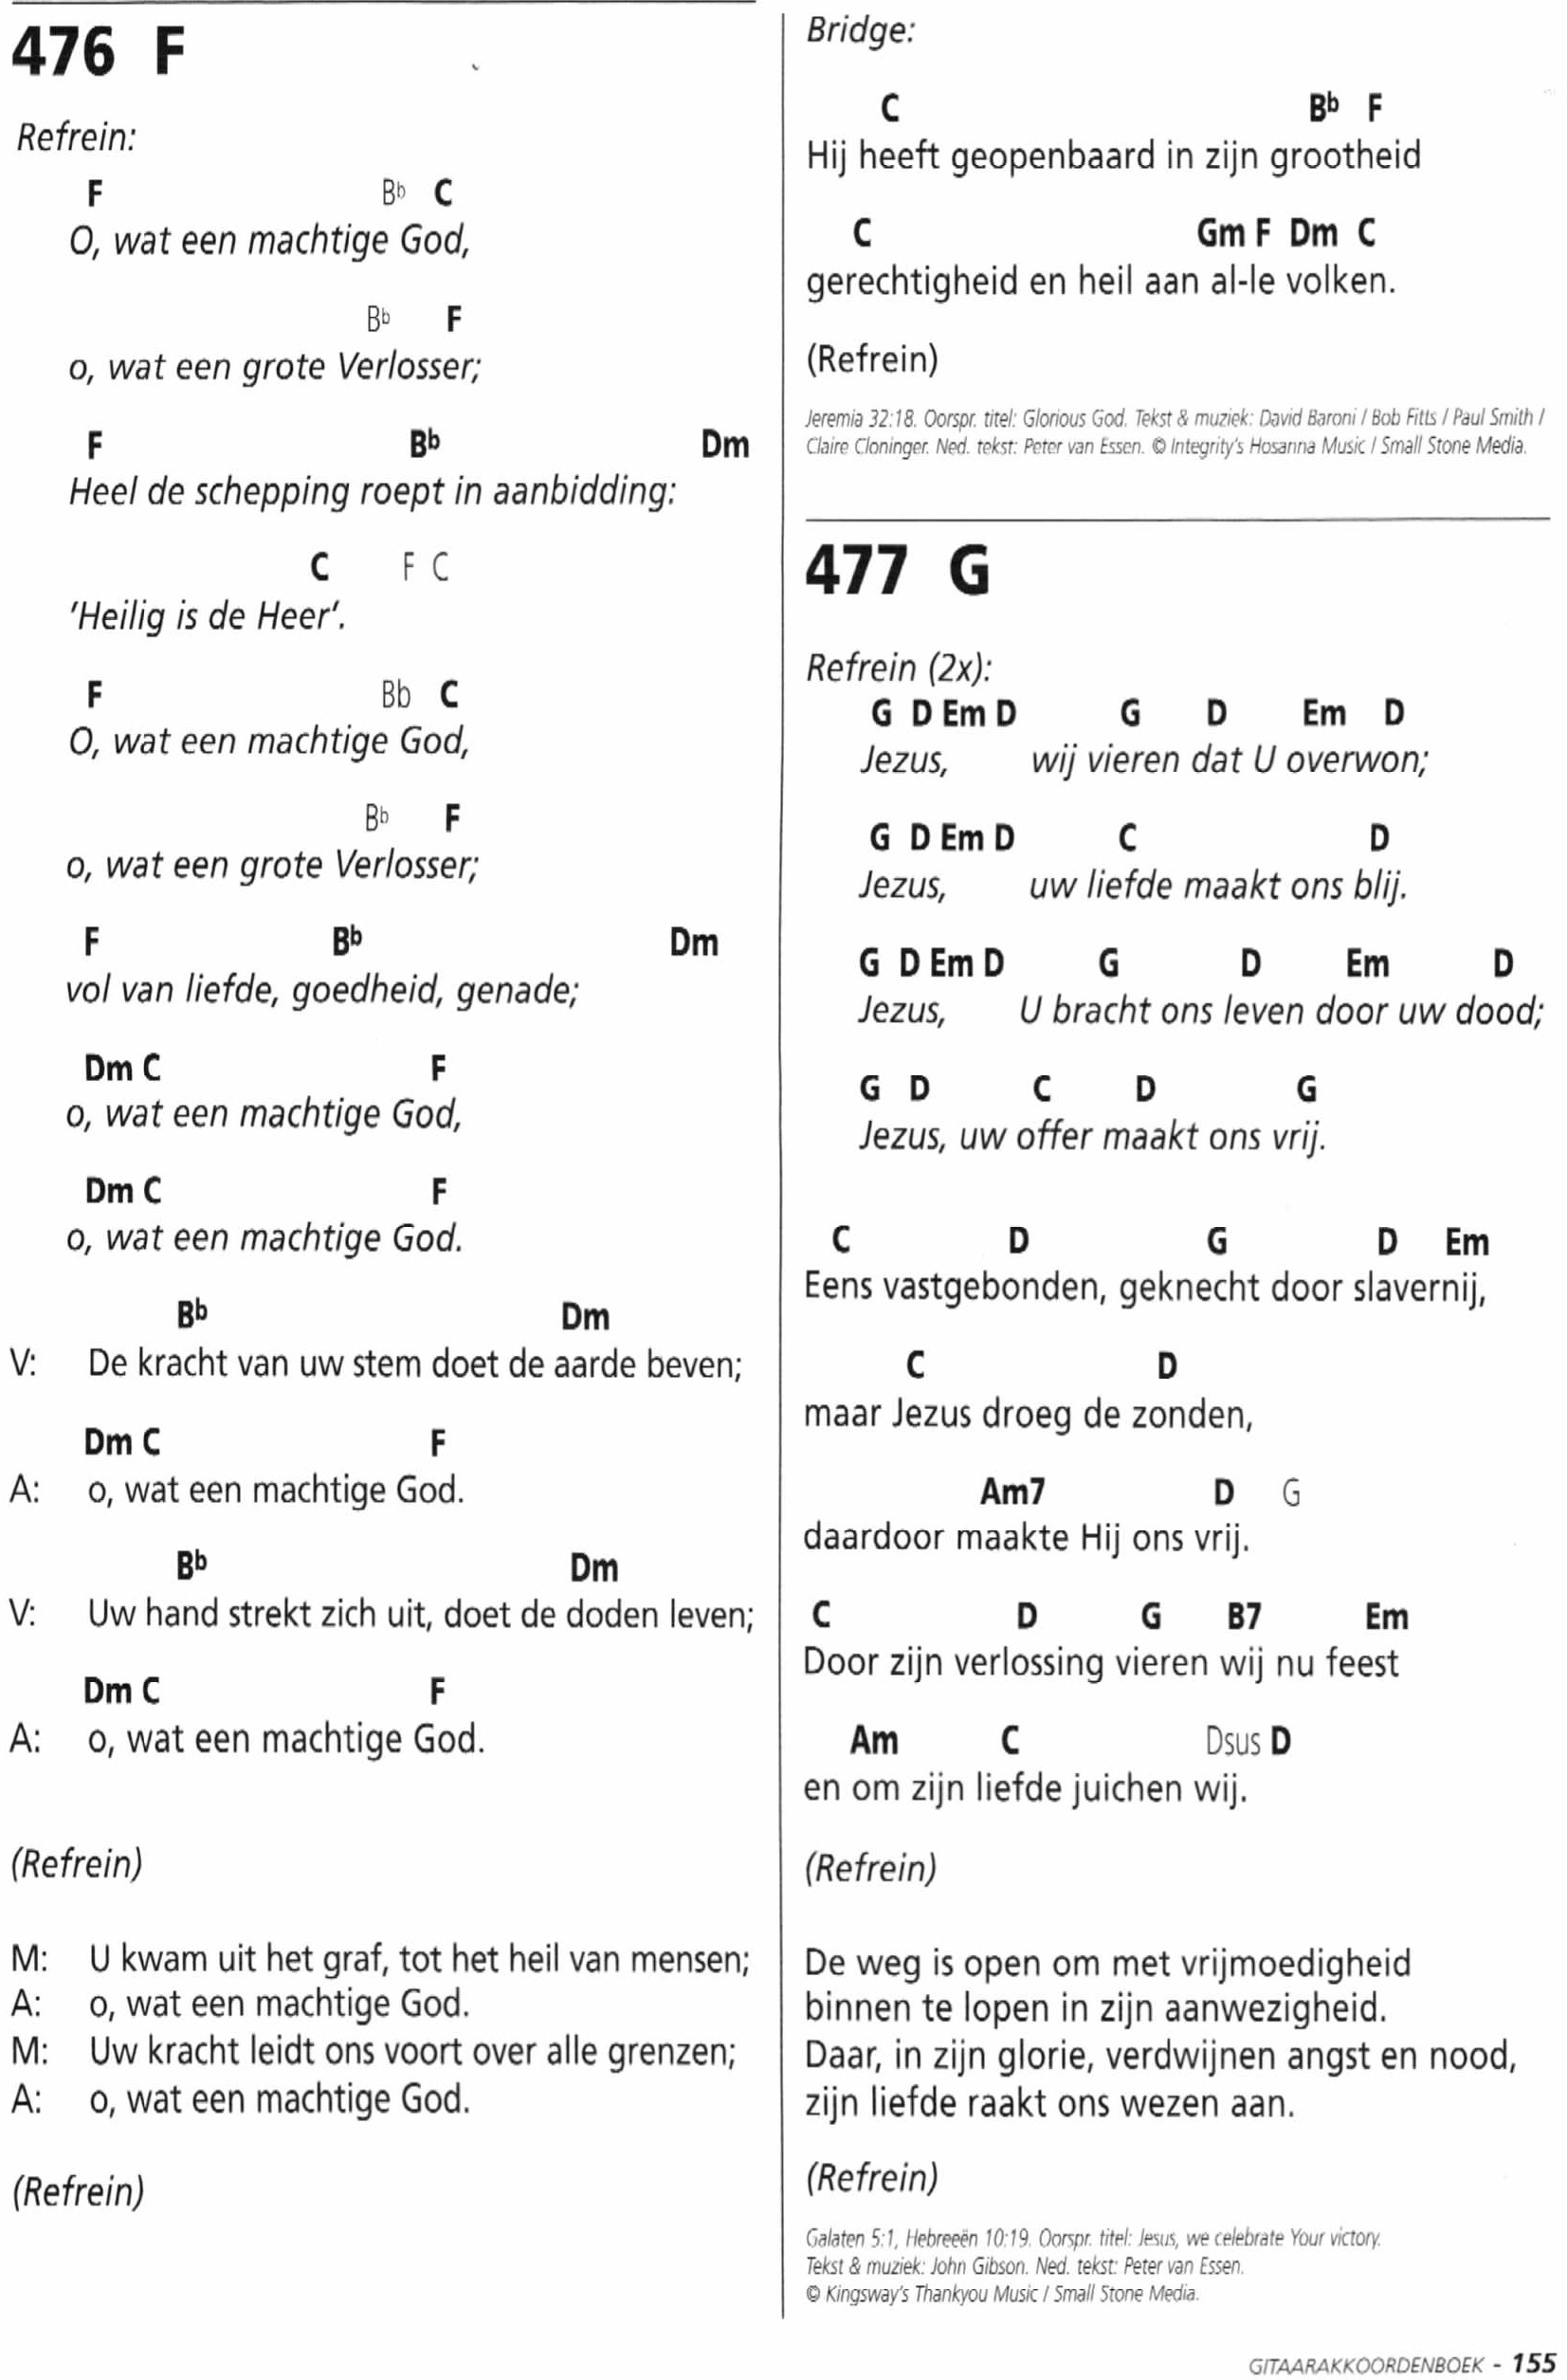 476 F
Refrein:
F Bb C
O, wat een machtige God,
Bb F
o, wat een grote Verlosser;
F Bb Dm
Heel de schepping roept in aanbidding:
C F C
'Heilig is de Heer'.
F Bb C
O, wat een machtige God,
Bb F
o, wat een grote Verlosser;
F Bb Dm
vol van liefde, goedheid, genade;
Dm C F
o, wat een machtige God,
Dm C F
o, wat een machtige God.
Bb Dm
V: De kracht van uw stem doet de aarde beven;
Dm C F
A: o, wat een machtige God.
Bb Dm
V: Uw hand strekt zich uit, doet de doden leven;
Dm C F
A: o, wat een machtige God.
(Refrein)
M: U kwam uit het graf, tot het heil van mensen;
A: o, wat een machtige God.
M: Uw kracht leidt ons voort over alle grenzen;
A: o, wat een machtige God.
(Refrein)
Bridge:
C Bb F
Hij heeft geopenbaard in zijn grootheid
C Gm F Dm C
gerechtigheid en heil aan al-le volken.
(Refrein)
Jeremia 32:18. Oorspr. titel: Glorious God. Tekst & muziek: David Baroni / Bob Fitts / Paul Smith /
Claire Cloninger. Ned. tekst: Peter van Essen. © Integrity's Hosanna Music / Small Stone Media.
477 G
Refrein (2x):
G D Em D G D Em D
Jezus, wij vieren dat U overwon;
G D Em D C D
Jezus, uw liefde maakt ons blij.
G D Em D G D Em D
Jezus, U bracht ons leven door uw dood;
G D C D G
Jezus, uw offer maakt ons vrij.
C D G D Em
Eens vastgebonden, geknecht door slavernij,
C D
maar Jezus droeg de zonden,
Am7 D G
daardoor maakte Hij ons vrij.
C D G B7 Em
Door zijn verlossing vieren wij nu feest
Am C Dsus D
en om zijn liefde juichen wij.
(Refrein)
De weg is open om met vrijmoedigheid
binnen te lopen in zijn aanwezigheid.
Daar, in zijn glorie, verdwijnen angst en nood,
zijn liefde raakt ons wezen aan.
(Refrein)
Galaten 5:1, Hebreeën 10:19. Oorspr. titel: Jesus, we celebrate Your victory.
Tekst & muziek: John Gibson. Ned. tekst: Peter van Essen.
© Kingsway's Thankyou Music / Small Stone Media.
GITAARAKKOORDENBOEK - 155